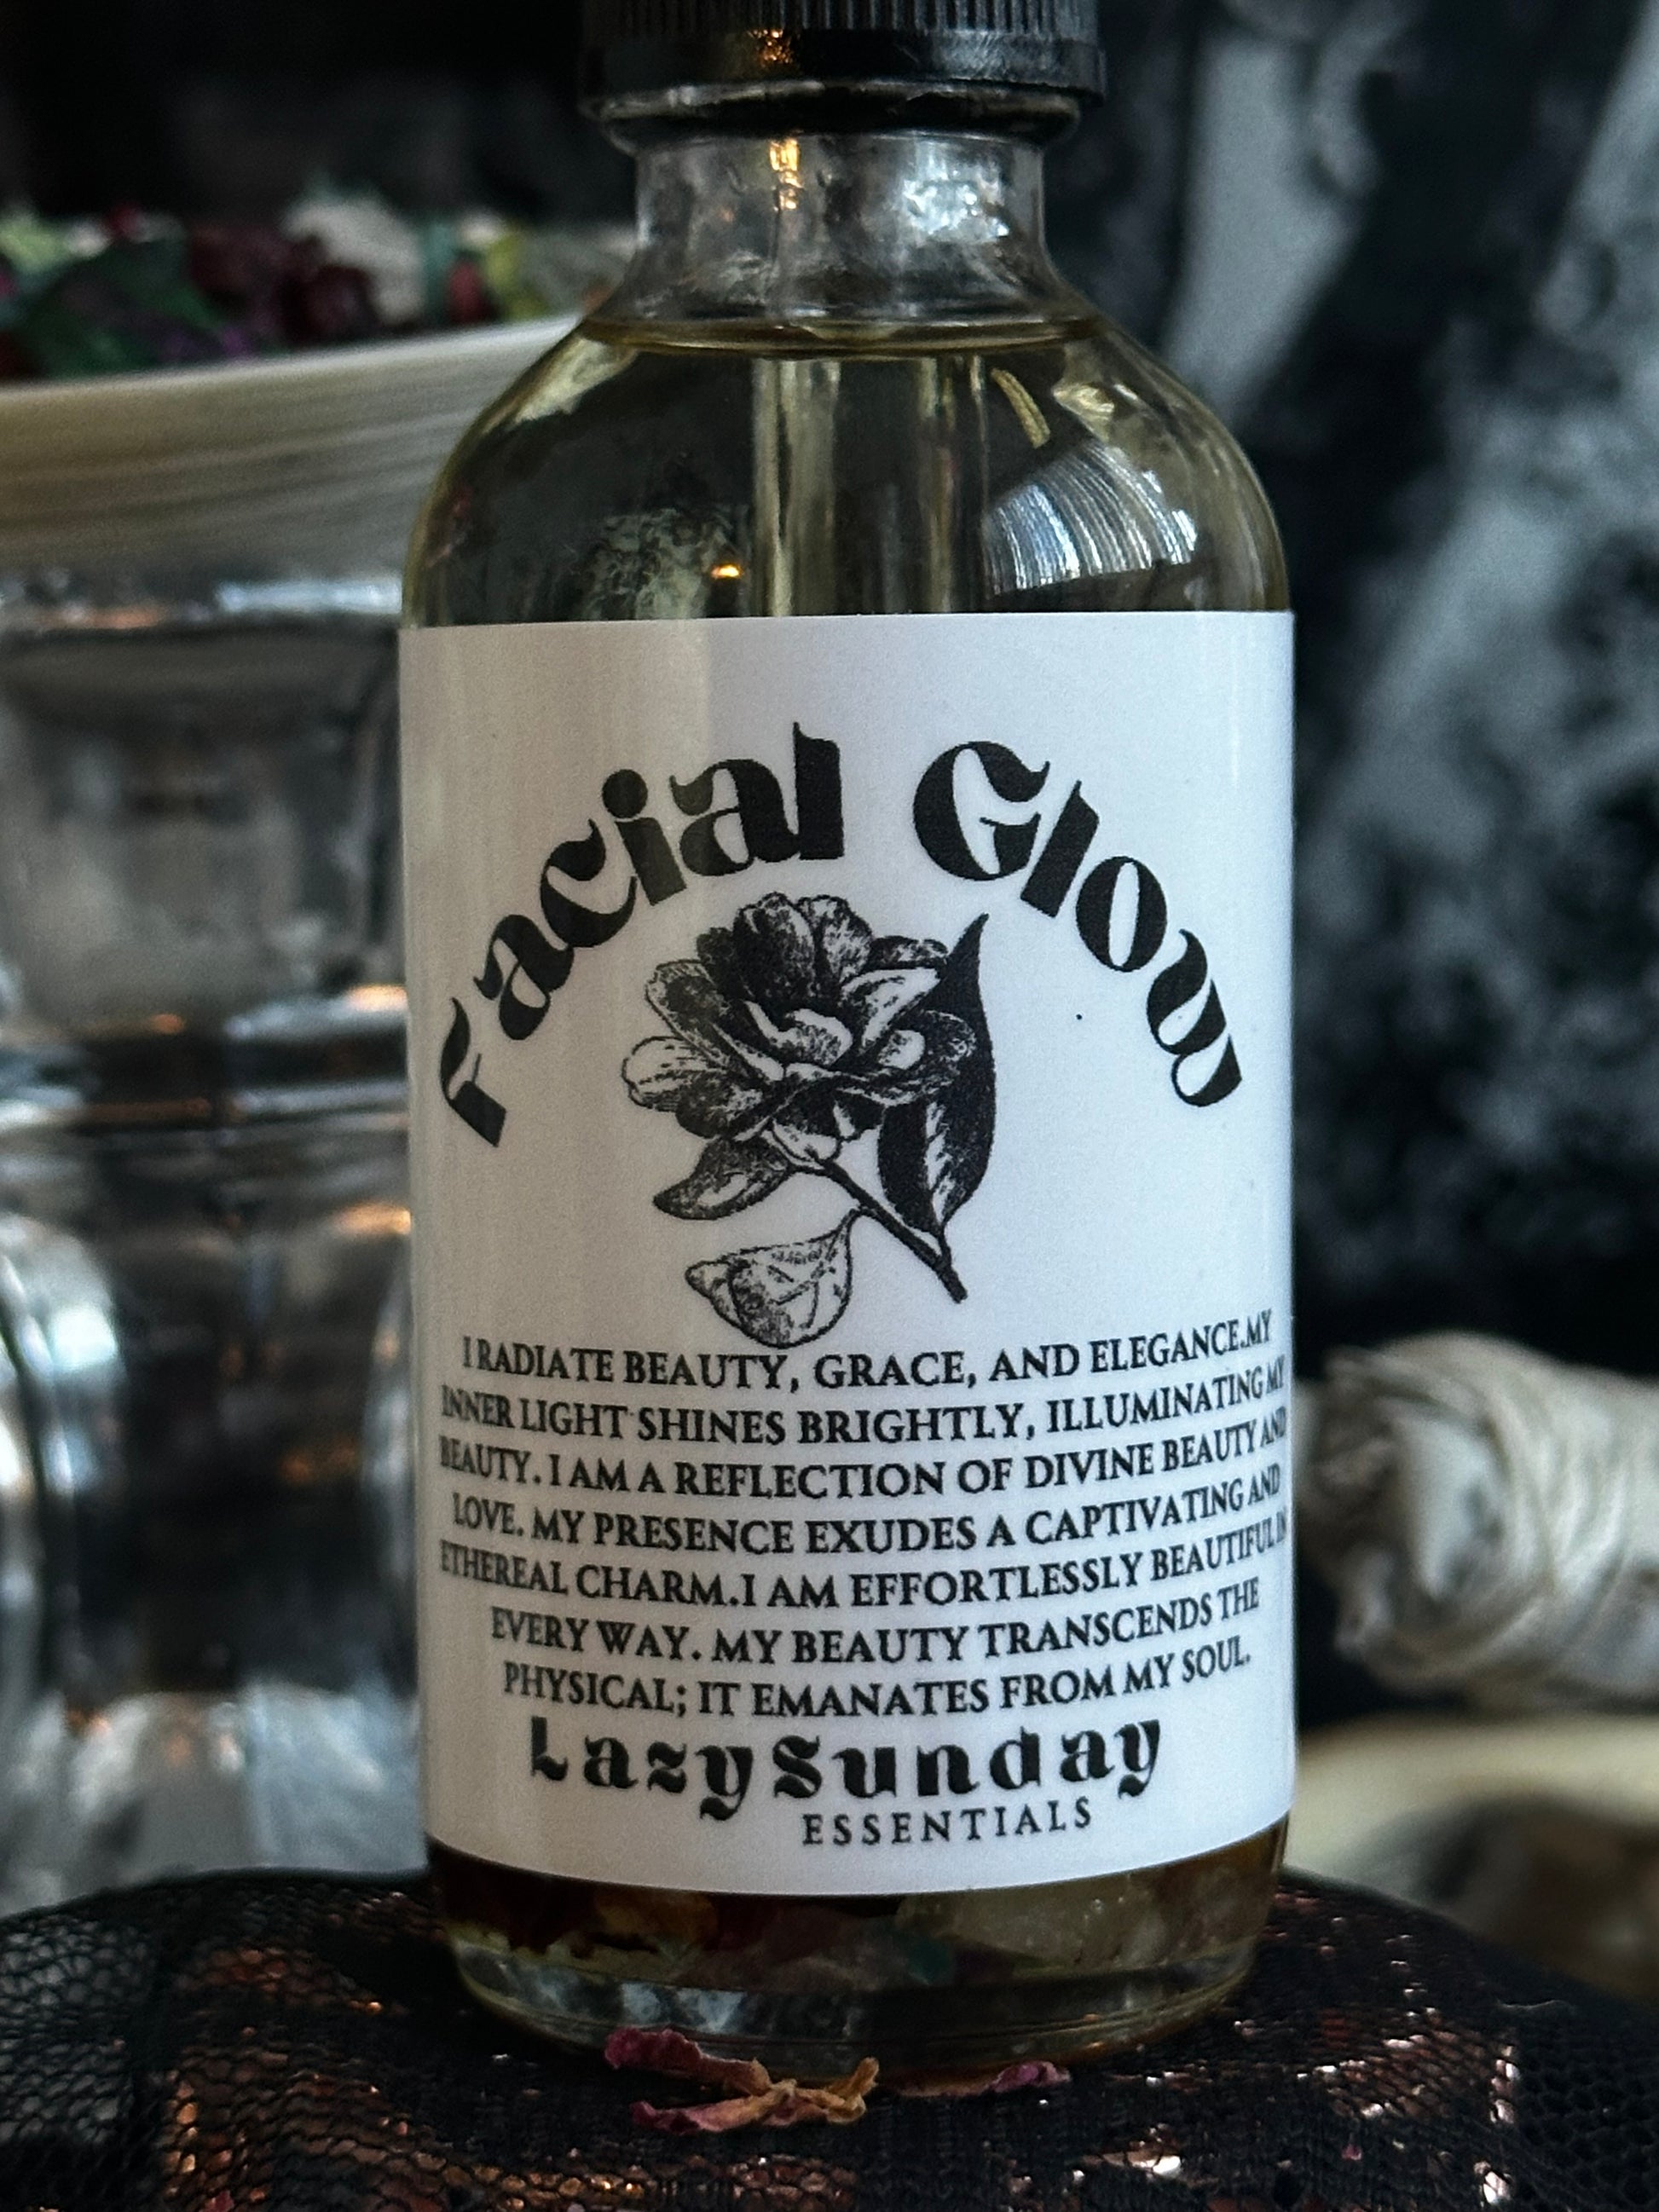 Facial Glow
I RADIATE BEAUTY, GRACE, AND ELEGANCE.MY
INNER LIGHT SHINES BRIGHTLY, ILLUMINATING MY
BEAUTY. I AM A REFLECTION OF DIVINE BEAUTY AND
LOVE. MY PRESENCE EXUDES A CAPTIVATING AND
ETHEREAL CHARM.I AM EFFORTLESSLY BEAUTIFUL IN
EVERY WAY. MY BEAUTY TRANSCENDS THE
PHYSICAL; IT EMANATES FROM MY SOUL.
LazySunday
ESSENTIALS